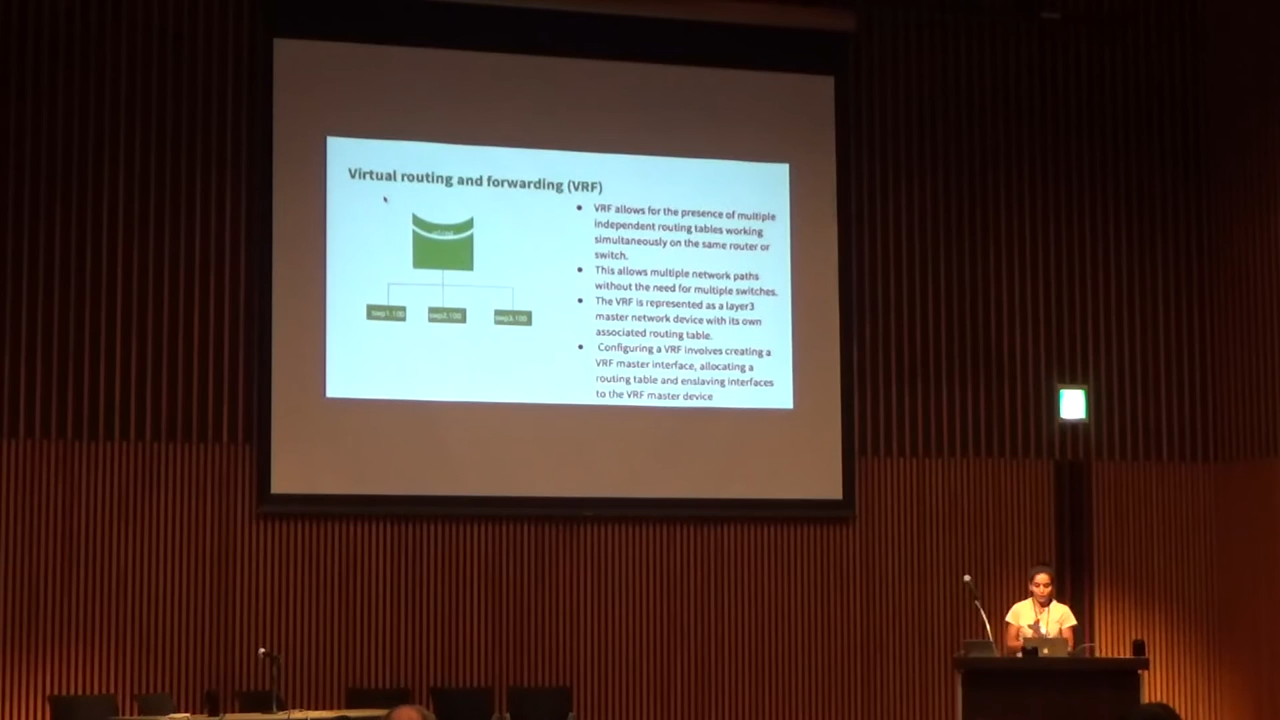 Virtual routing and forwarding (VRF)
swp1.100
swp2.100
swp3.100
• VRF allows for the presence of multiple
independent routing tables working
simultaneously on the same router or
switch.
• This allows multiple network paths
without the need for multiple switches.
• The VRF is represented as a layer3
master network device with its own
associated routing table.
• Configuring a VRF involves creating a
VRF master interface, allocating a
routing table and enslaving interfaces
to the VRF master device